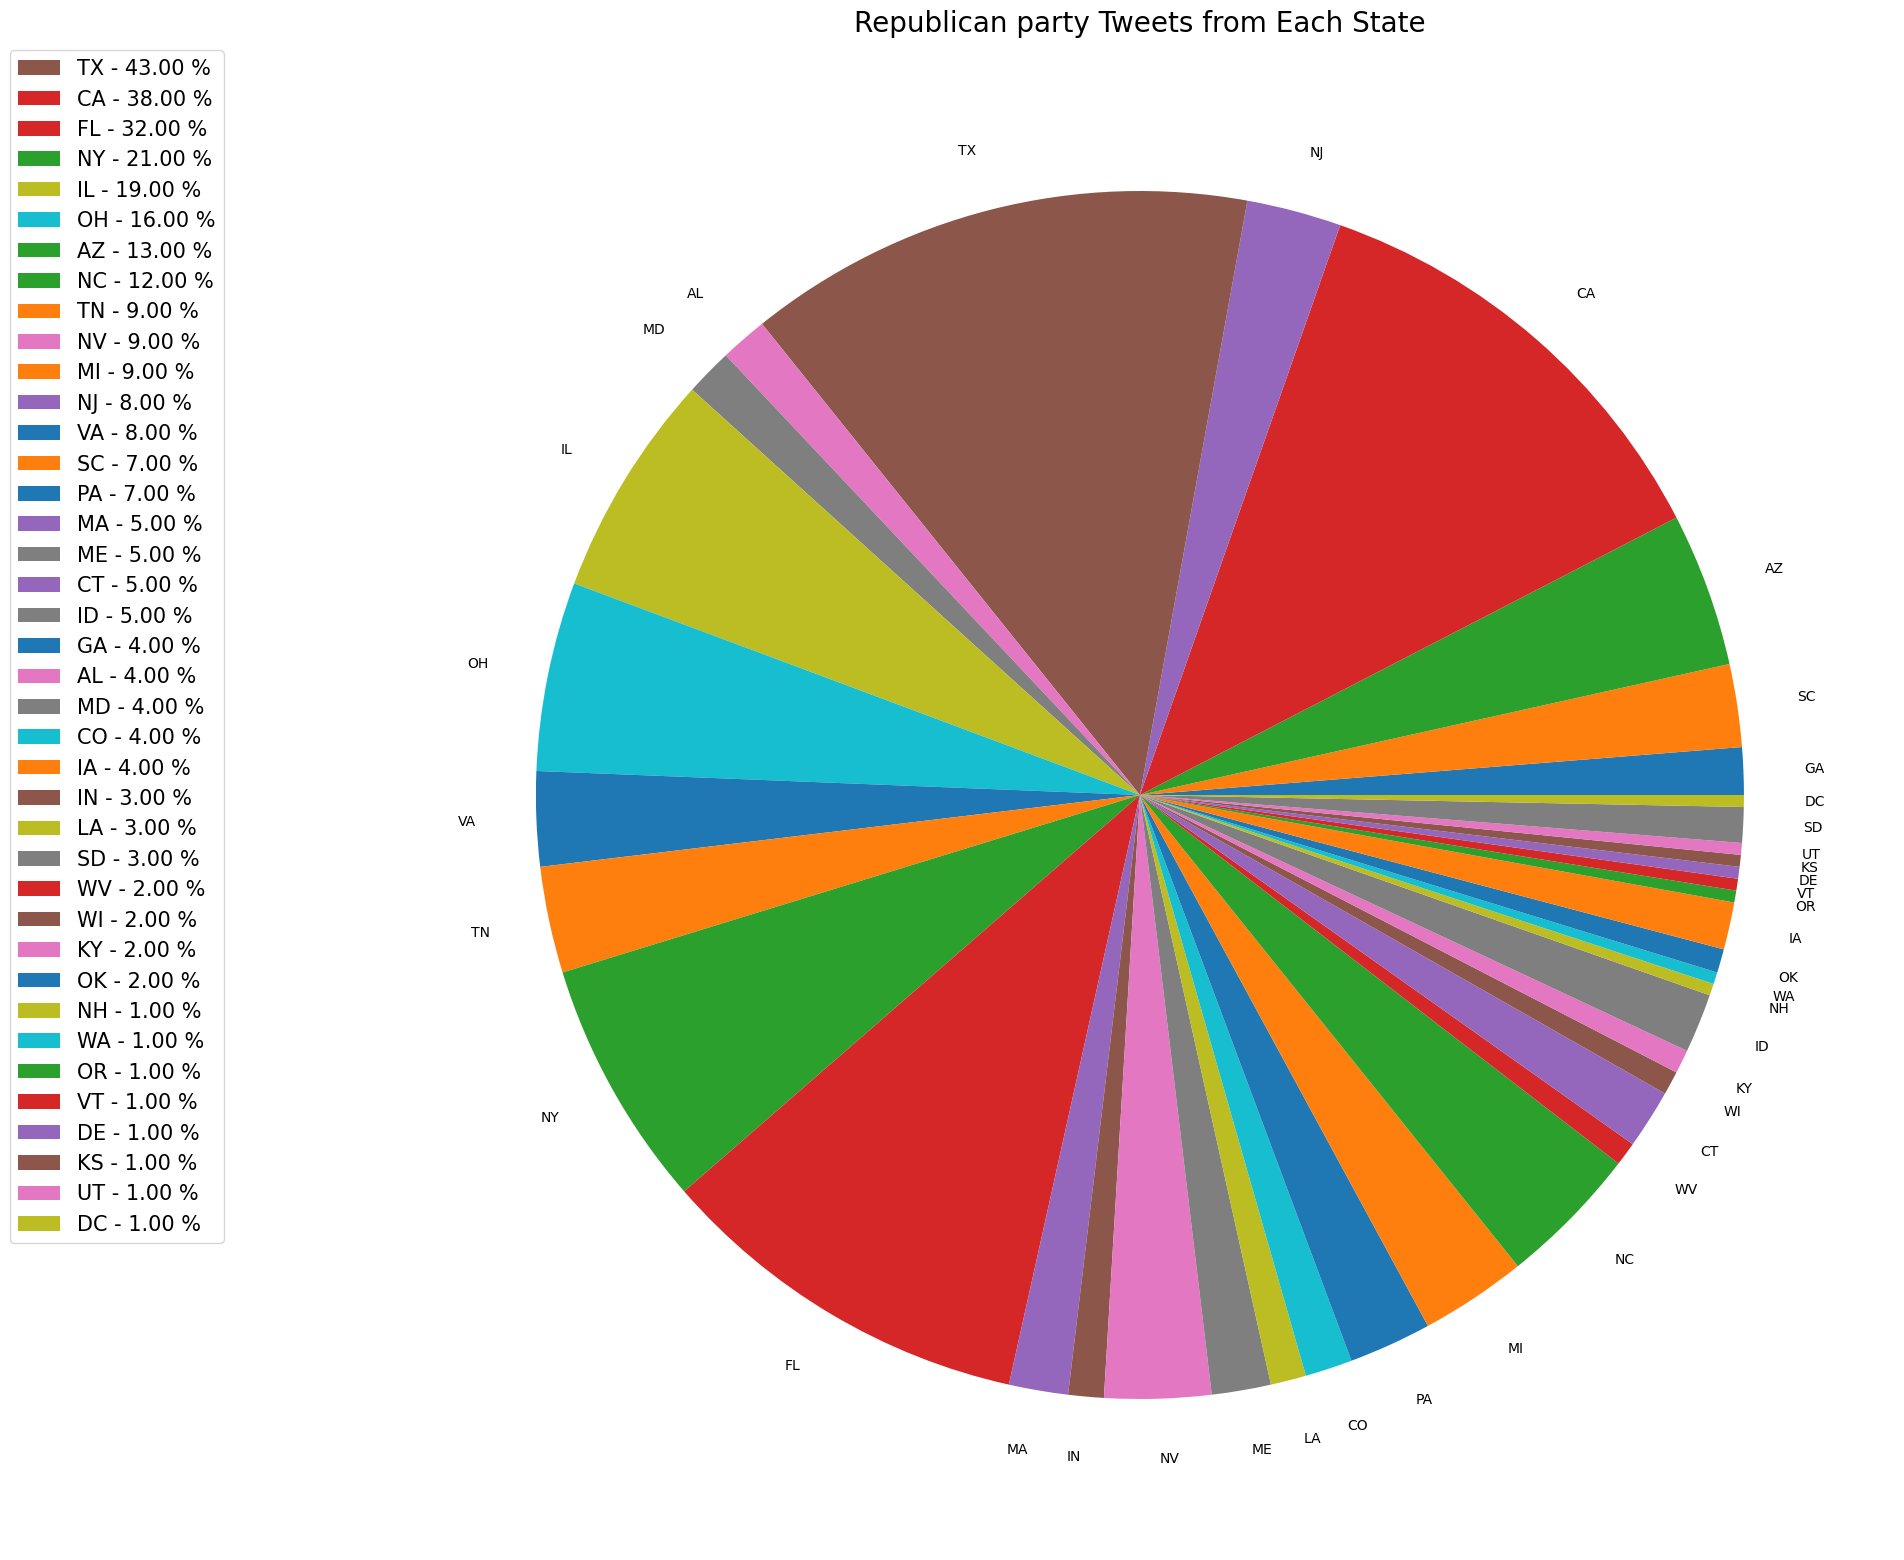 Republican party Tweets from Each State
TX - 43.00 %
CA - 38.00 %
FL - 32.00 %
NY - 21.00 %
IL - 19.00 %
OH - 16.00 %
AZ - 13.00 %
NC - 12.00 %
TN - 9.00 %
NV - 9.00 %
MI - 9.00 %
NJ - 8.00 %
VA - 8.00 %
SC - 7.00 %
PA - 7.00 %
MA - 5.00 %
ME - 5.00 %
CT - 5.00 %
ID - 5.00 %
GA - 4.00 %
AL - 4.00 %
MD - 4.00 %
CO - 4.00 %
IA - 4.00 %
IN - 3.00 %
LA - 3.00 %
SD - 3.00 %
WV - 2.00 %
WI - 2.00 %
KY - 2.00 %
OK - 2.00 %
NH - 1.00 %
WA - 1.00 %
OR - 1.00 %
VT - 1.00 %
DE - 1.00 %
KS - 1.00 %
UT - 1.00 %
DC - 1.00 %
TX
NJ
CA
AL
MD
IL
AZ
OH
SC
GA
DC
VA
SD
UT
KS
DE
VT
OR
TN
IA
OK
WA
NH
ID
KY
WI
NY
CT
WV
NC
MI
FL
PA
CO
LA
MA
ME
IN
NV